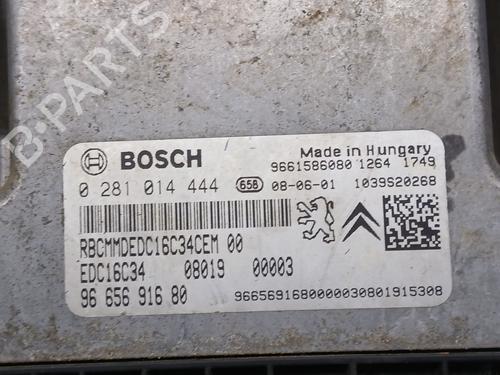 B-PARTS
BOSCH
Made in Hungary
9661586080 1264 1749
0 281 014 444 658 08-06-01 1039S20268
RBCMMDEDC16C34CEM 00
EDC16C34 08019 00003
96 656 916 80
9665691680000030801915308